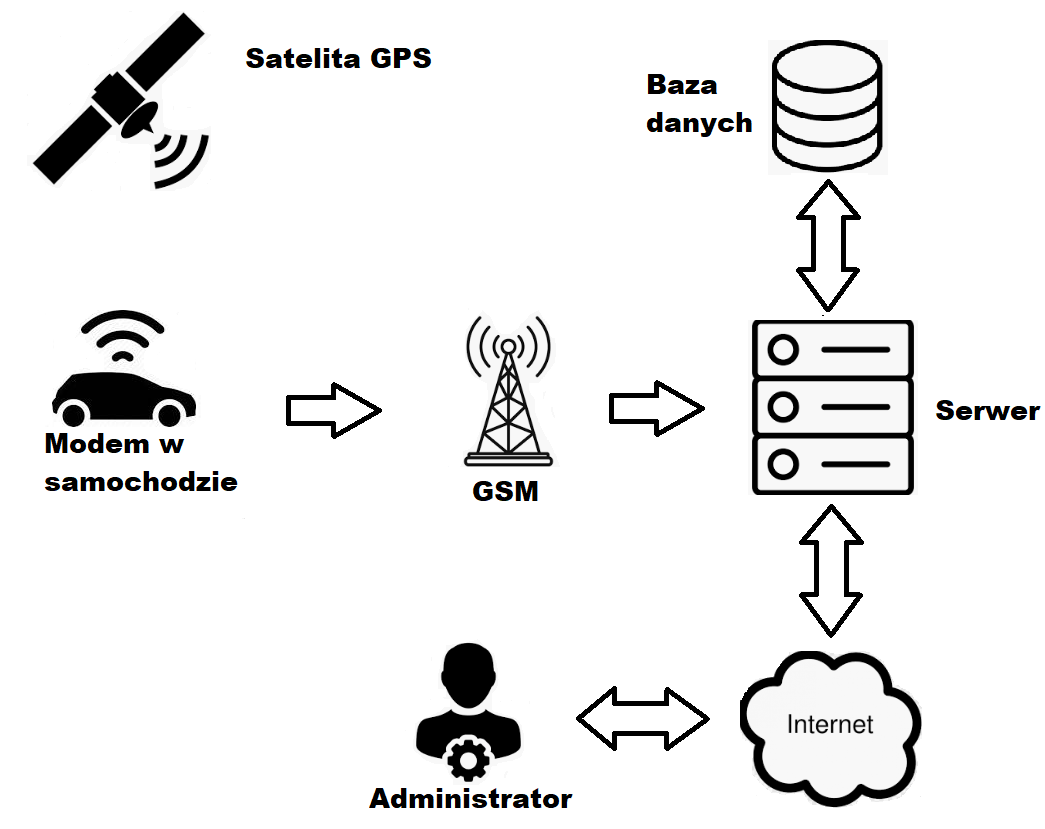 Satelita GPS
Baza
danych
Modem w
samochodzie
GSM
Serwer
Internet
Administrator